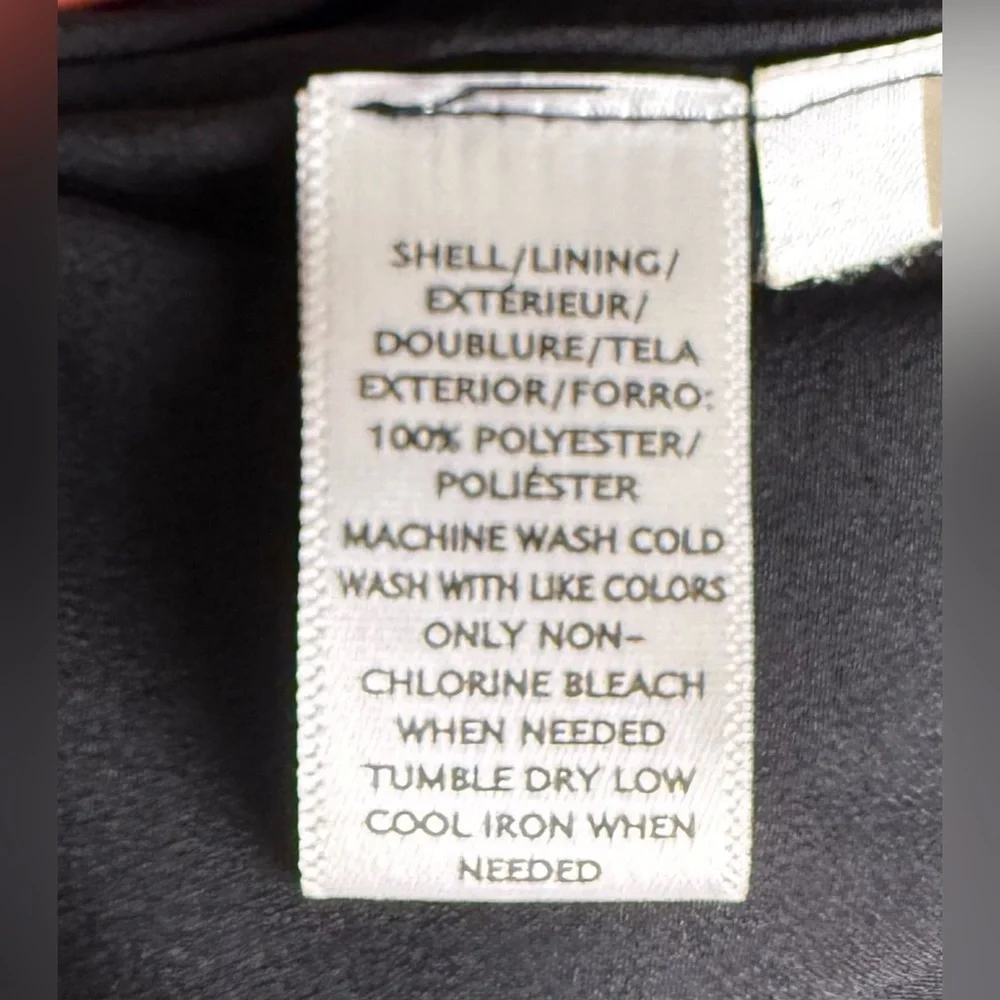 SHELL/LINING/
EXTÉRIEUR/
DOUBLURE/TELA
EXTERIOR/FORRO:
100% POLYESTER/
POLIÉSTER
MACHINE WASH COLD
WASH WITH LIKE COLORS
ONLY NON-
CHLORINE BLEACH
WHEN NEEDED
TUMBLE DRY LOW
COOL IRON WHEN
NEEDED